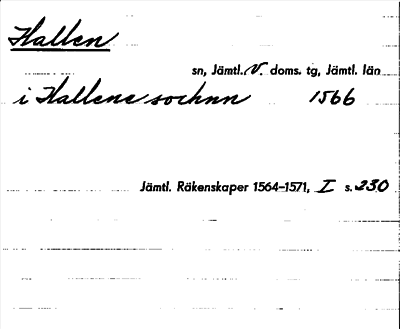 Hallen
sn, Jämtl. V. doms. tg, Jämtl. län
i Hallene sochnn 1566
Jämtl. Räkenskaper 1564–1571, I s. 230